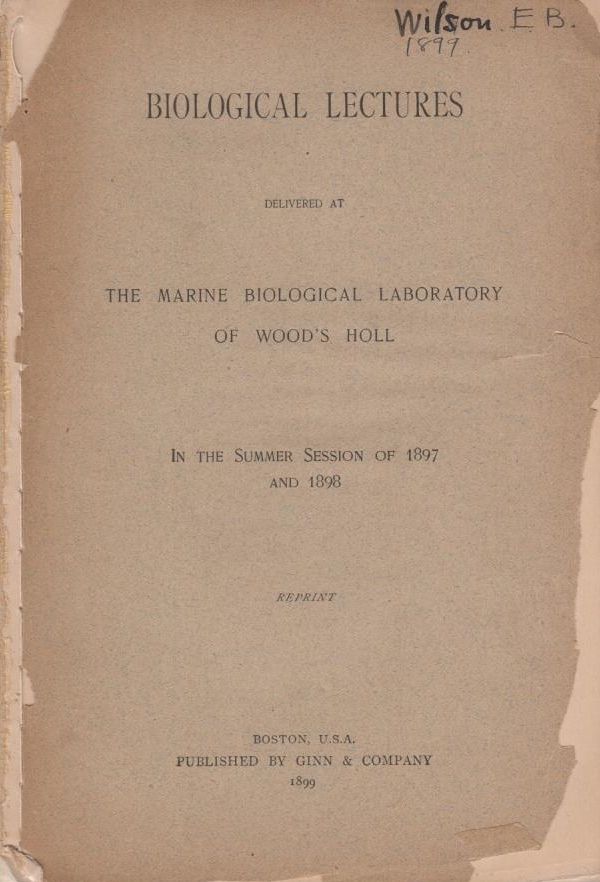 Wilson E B.
1899.
BIOLOGICAL LECTURES
DELIVERED AT
THE MARINE BIOLOGICAL LABORATORY
OF WOOD'S HOLL
IN THE SUMMER SESSION OF 1897
AND 1898
REPRINT
BOSTON, U.S.A.
PUBLISHED BY GINN & COMPANY
1899